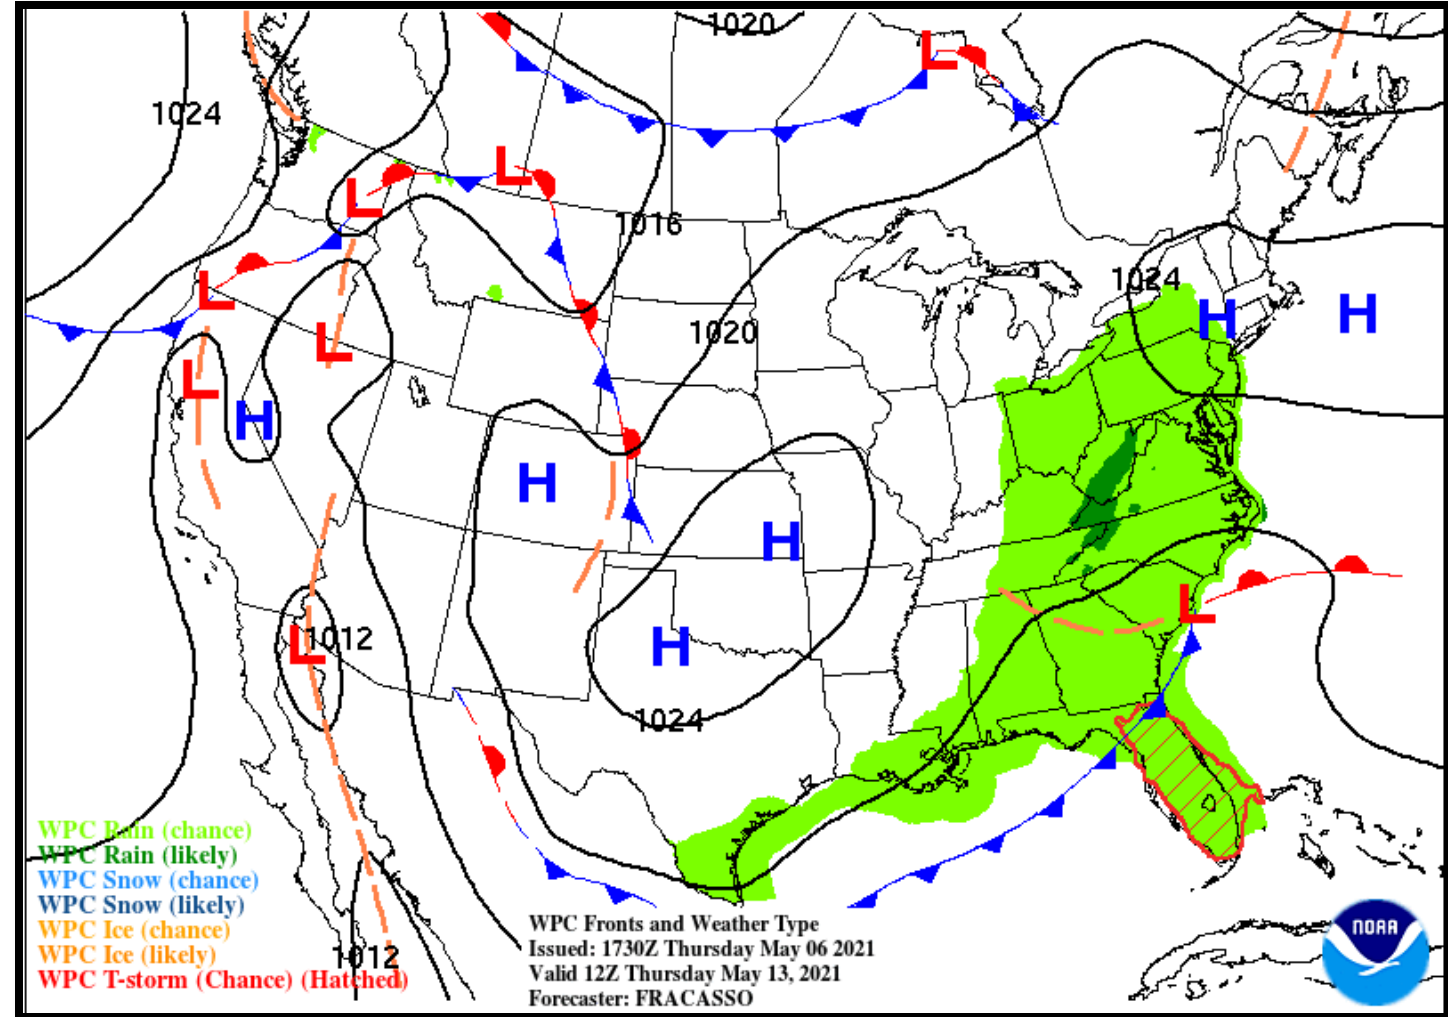 1020
L
1024
L
L
1016
1024
L
H
H
1020
L
L
H
H
H
L
1012
L
H
1024
WPC Rain (chance)
WPC Rain (likely)
WPC Snow (chance)
WPC Snow (likely)
WPC Ice (chance)
WPC Ice (likely)
WPC T-storm (Chance) (Hatched)
1012
WPC Fronts and Weather Type
Issued: 1730Z Thursday May 06 2021
Valid 12Z Thursday May 13, 2021
Forecaster: FRACASSO
NOAA